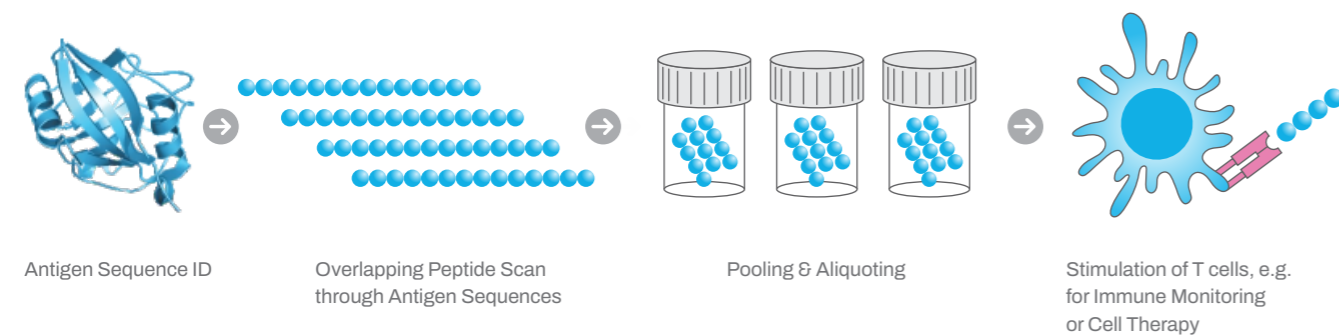 Antigen Sequence ID
Overlapping Peptide Scan
through Antigen Sequences
Pooling & Aliquoting
Stimulation of T cells, e.g.
for Immune Monitoring
or Cell Therapy